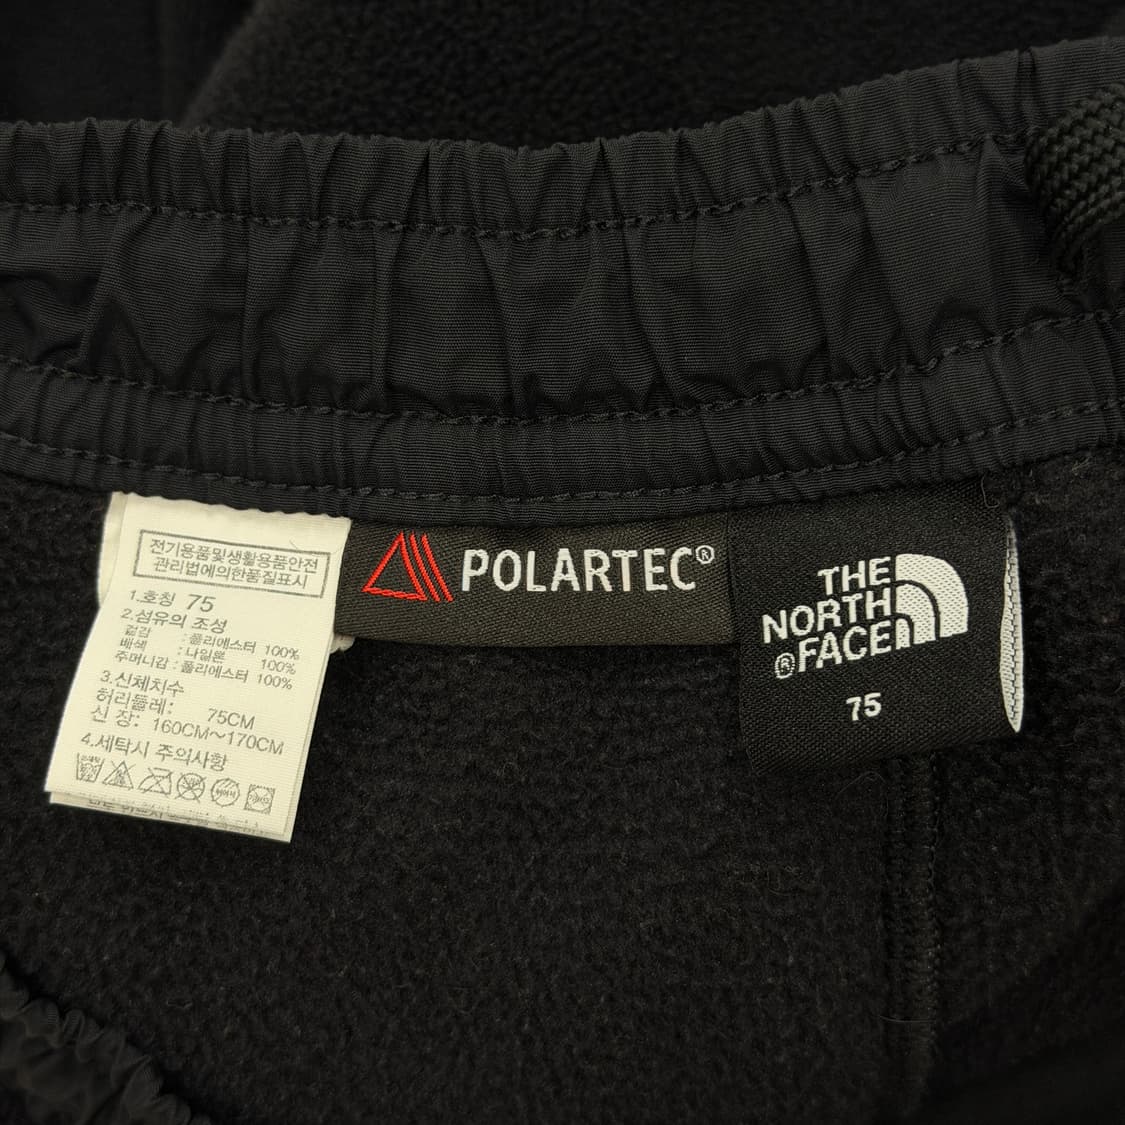 전기용품및생활용품안전
관리법에의한품질표시
1.호칭 75
2.섬유의 조성
겉감 : 폴리에스터 100%
배색 : 나일론 100%
주머니감 : 폴리에스터 100%
3.신체치수
허리둘레: 75CM
신 장: 160CM~170CM
4.세탁시 주의사항
POLARTEC®
THE
NORTH
®FACE
75